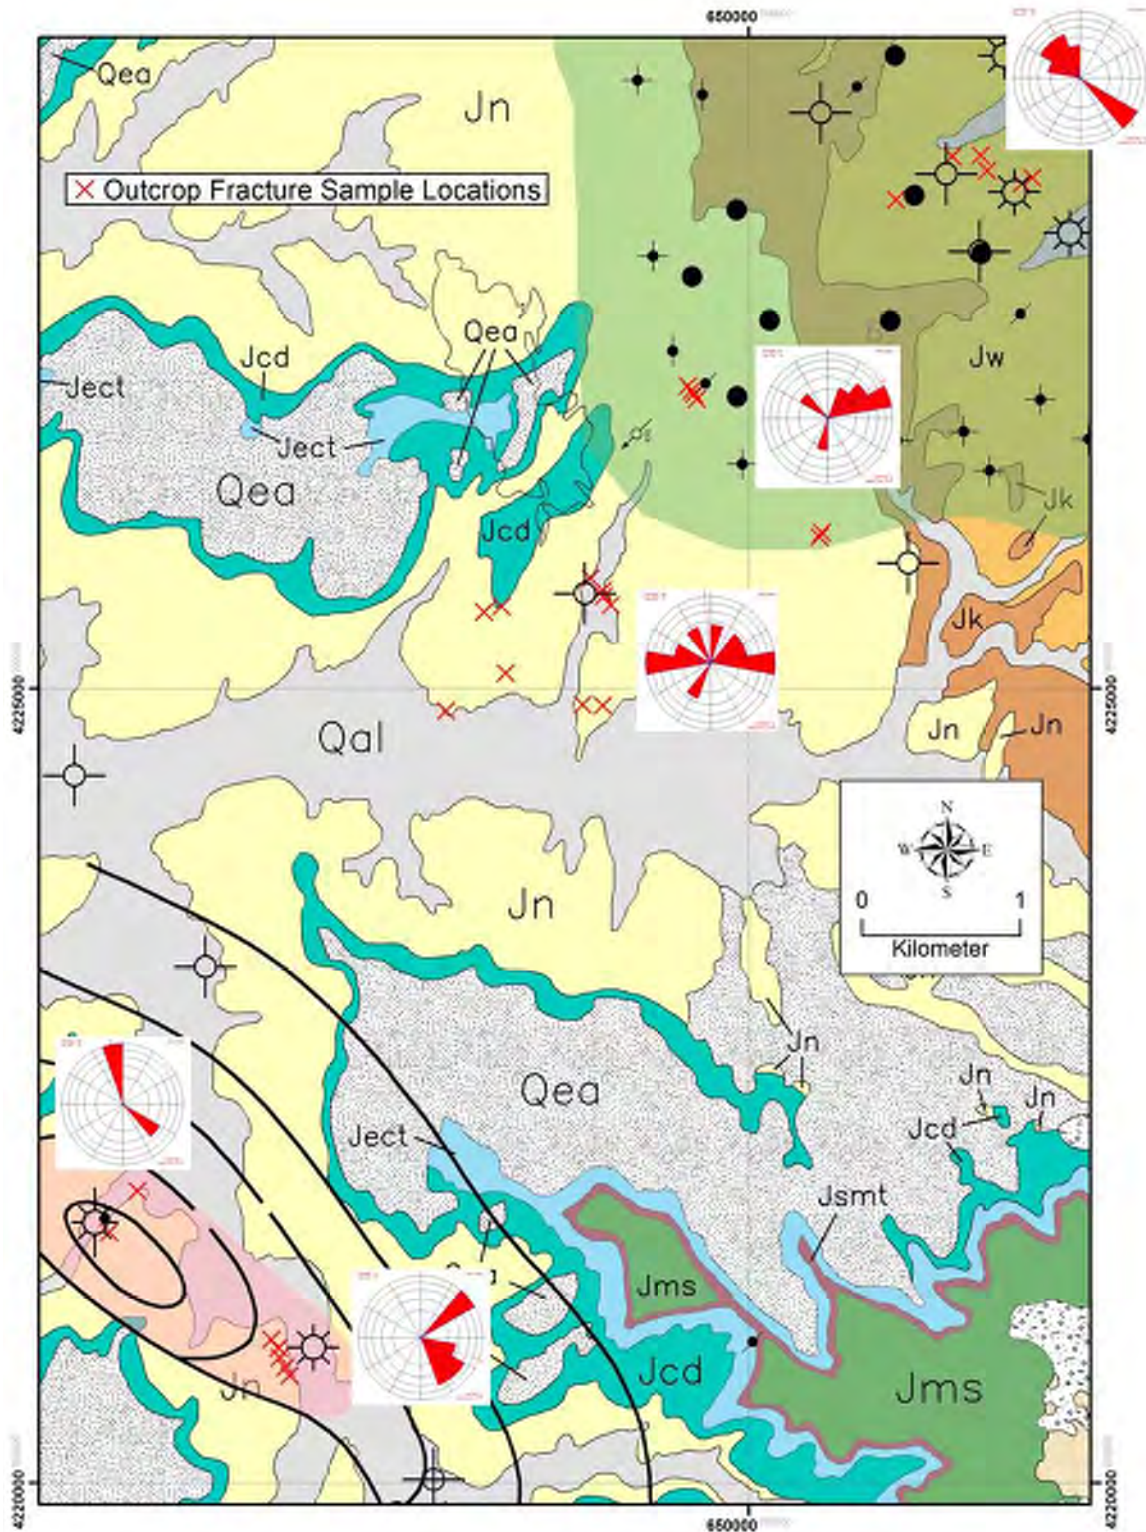 650000
Qea
Jn
Outcrop Fracture Sample Locations
Qea
Jcd
Ject
Jw
Ject
Qea
Jk
Jcd
Jk
4225000
4225000
Jn
Jn
Qal
N
W
E
S
0
1
Kilometer
Jn
Jn
Qea
Jn
Jn
Jcd
Ject
Jsmt
Jms
Jcd
Jn
Jms
4220000
4220000
650000